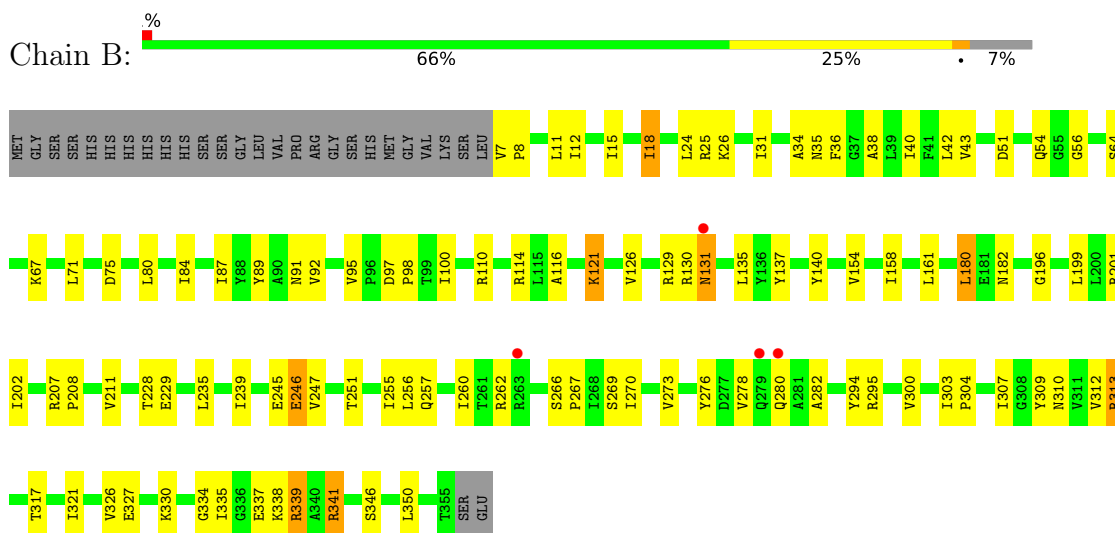 .%
Chain B:
66% 25% • 7%
MET GLY SER SER HIS HIS HIS HIS HIS HIS SER SER GLY LEU VAL PRO ARG GLY SER HIS MET GLY VAL LYS SER LEU V7 P8 L11 I12 I15 I18 L24 R25 K26 I31 A34 N35 F36 G37 A38 L39 I40 F41 L42 V43 D51 Q54 G55 G56 S64
K67 L71 D75 L80 I84 I87 Y88 Y89 A90 N91 V92 V95 P96 D97 P98 T99 I100 R110 R114 L115 A116 K121 V126 R129 R130 N131 L135 Y136 Y137 Y140 V154 I158 L161 L180 E181 N182 G196 L199 L200 R201
I202 R207 P208 V211 T228 E229 L235 I239 E245 E246 V247 T251 I255 L256 Q257 I260 T261 R262 R263 S266 P267 I268 S269 I270 V273 Y276 D277 V278 Q279 Q280 A281 A282 Y294 R295 V300 I303 P304 I307 G308 Y309 N310 V311 V312 R313
T317 I321 V326 E327 K330 G334 I335 G336 E337 K338 R339 A340 R341 S346 L350 T355 SER GLU